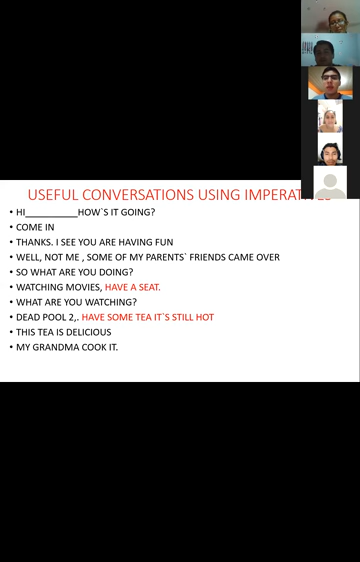 USEFUL CONVERSATIONS USING
• HI__________HOW`S IT GOING?
• COME IN
• THANKS. I SEE YOU ARE HAVING FUN
• WELL, NOT ME , SOME OF MY PARENTS` FRIENDS CAME OVER
• SO WHAT ARE YOU DOING?
• WATCHING MOVIES, HAVE A SEAT.
• WHAT ARE YOU WATCHING?
• DEAD POOL 2,. HAVE SOME TEA IT`S STILL HOT
• THIS TEA IS DELICIOUS
• MY GRANDMA COOK IT.